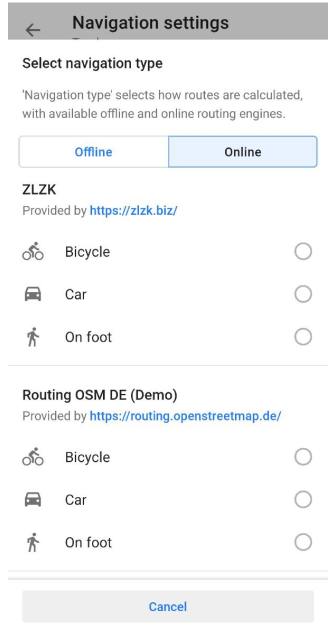 Navigation settings
Select navigation type
'Navigation type' selects how routes are calculated,
with available offline and online routing engines.
Offline
Online
ZLZK
Provided by https://zlzk.biz/
Bicycle
Car
On foot
Routing OSM DE (Demo)
Provided by https://routing.openstreetmap.de/
Bicycle
Car
On foot
Cancel